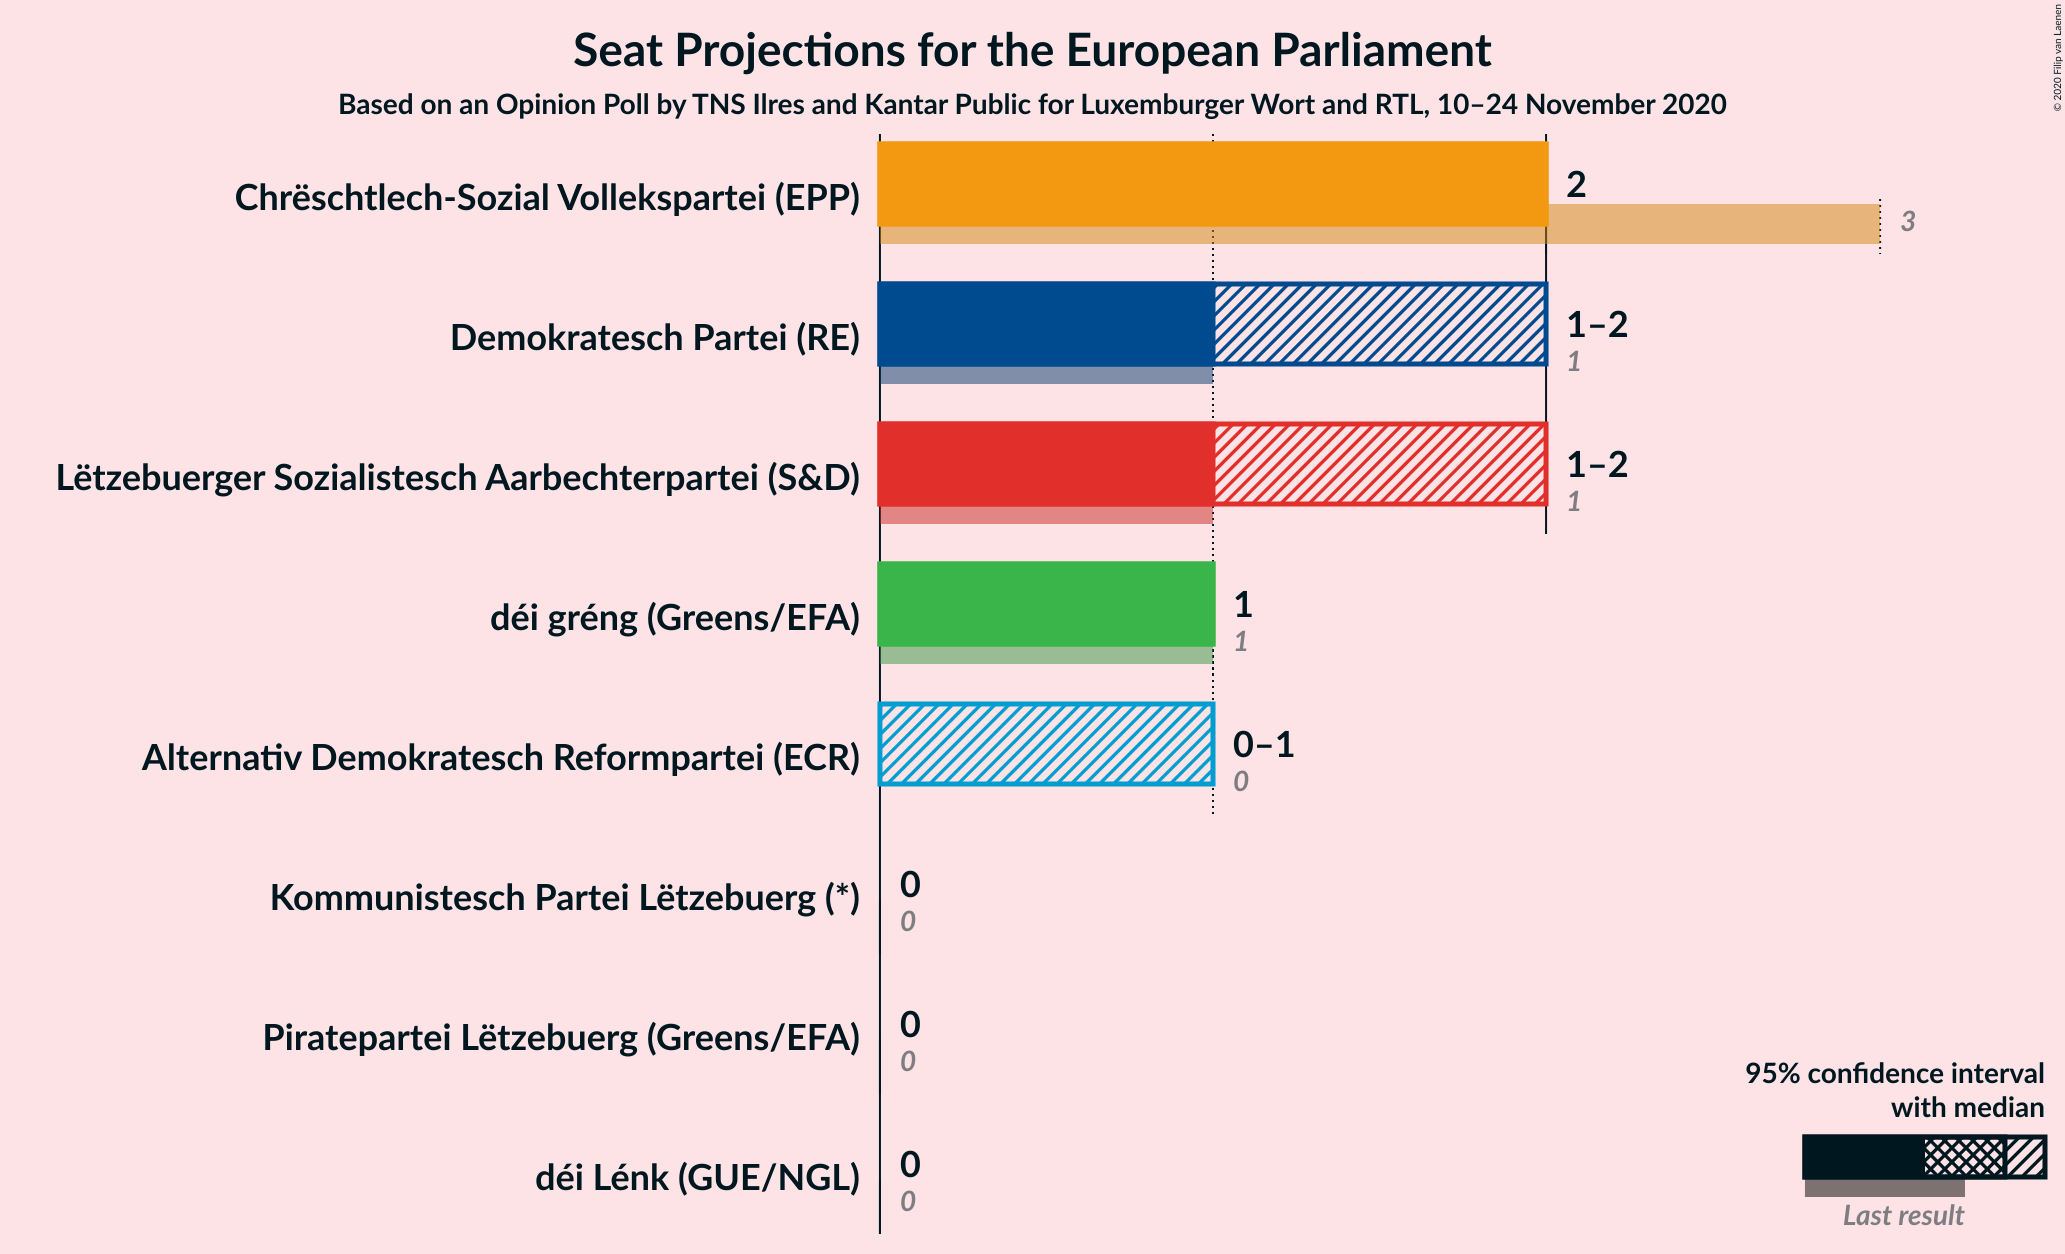 Seat Projections for the European Parliament
Based on an Opinion Poll by TNS Ilres and Kantar Public for Luxemburger Wort and RTL, 10–24 November 2020
© 2020 Filip van Laenen
Chrëschtlech-Sozial Vollekspartei (EPP)
2
3
Demokratesch Partei (RE)
1–2
1
Lëtzebuerger Sozialistesch Aarbechterpartei (S&D)
1–2
1
déi gréng (Greens/EFA)
1
1
Alternativ Demokratesch Reformpartei (ECR)
0–1
0
Kommunistesch Partei Lëtzebuerg (*)
0
0
Piratepartei Lëtzebuerg (Greens/EFA)
0
0
déi Lénk (GUE/NGL)
0
0
95% confidence interval
with median
Last result